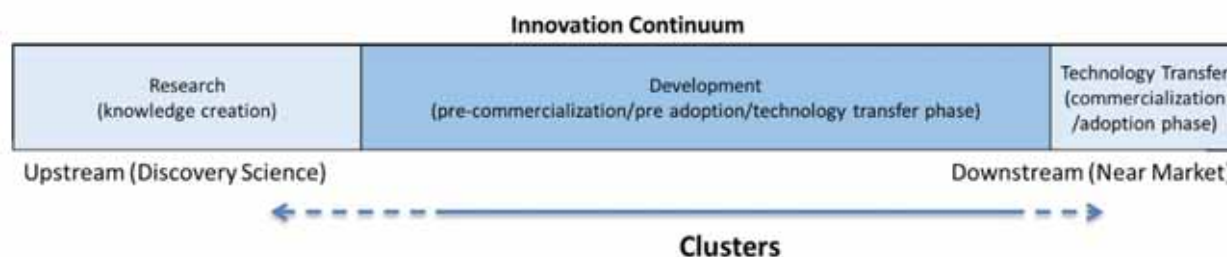 Innovation Continuum
Research
(knowledge creation)
Development
(pre-commercialization/pre adoption/technology transfer phase)
Technology Transfer
(commercialization
/adoption phase)
Upstream (Discovery Science)
Downstream (Near Market)
Clusters